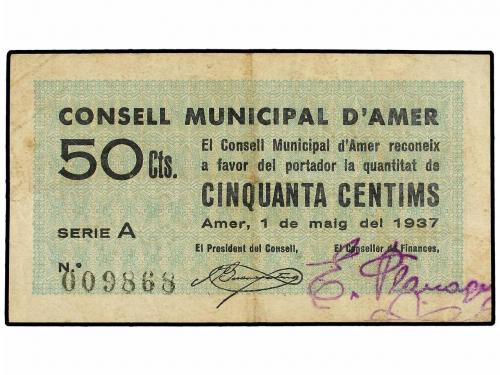 CONSELL MUNICIPAL D'AMER
50 Cts.
El Consell Municipal d'Amer reconeix
a favor del portador la quantitat de
CINQUANTA CENTIMS
Amer, 1 de maig del 1937
SERIE A
El President del Consell,
El Conseller de Finances,
N.º
009868